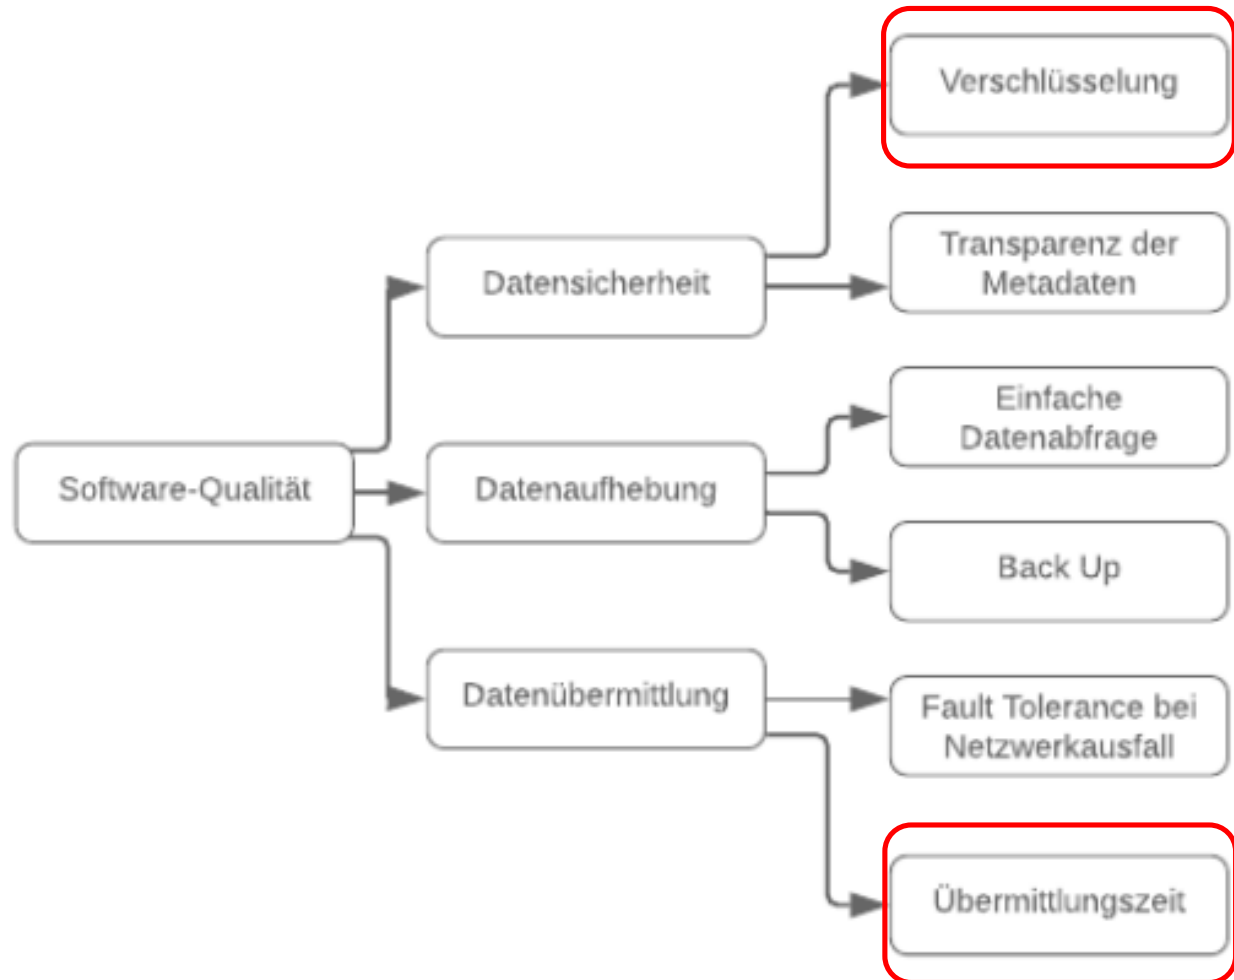 Verschlüsselung
Transparenz der
Metadaten
Datensicherheit
Einfache
Datenabfrage
Software-Qualität
Datenaufhebung
Back Up
Datenübermittlung
Fault Tolerance bei
Netzwerkausfall
Übermittlungszeit